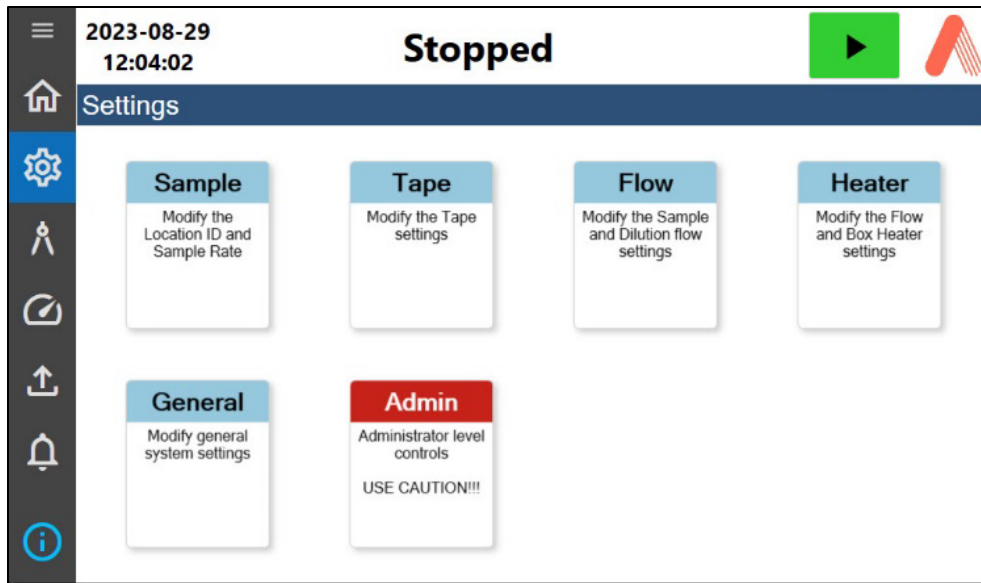 2023-08-29
12:04:02
Stopped
Settings
Sample
Modify the
Location ID and
Sample Rate
Tape
Modify the Tape
settings
Flow
Modify the Sample
and Dilution flow
settings
Heater
Modify the Flow
and Box Heater
settings
General
Modify general
system settings
Admin
Administrator level
controls
USE CAUTION!!!